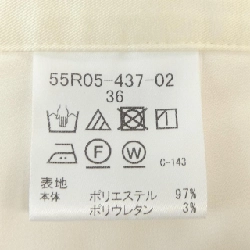 55R05-437-02
36
F W C-143
表地
本体 ポリエステル 97%
ポリウレタン 3%